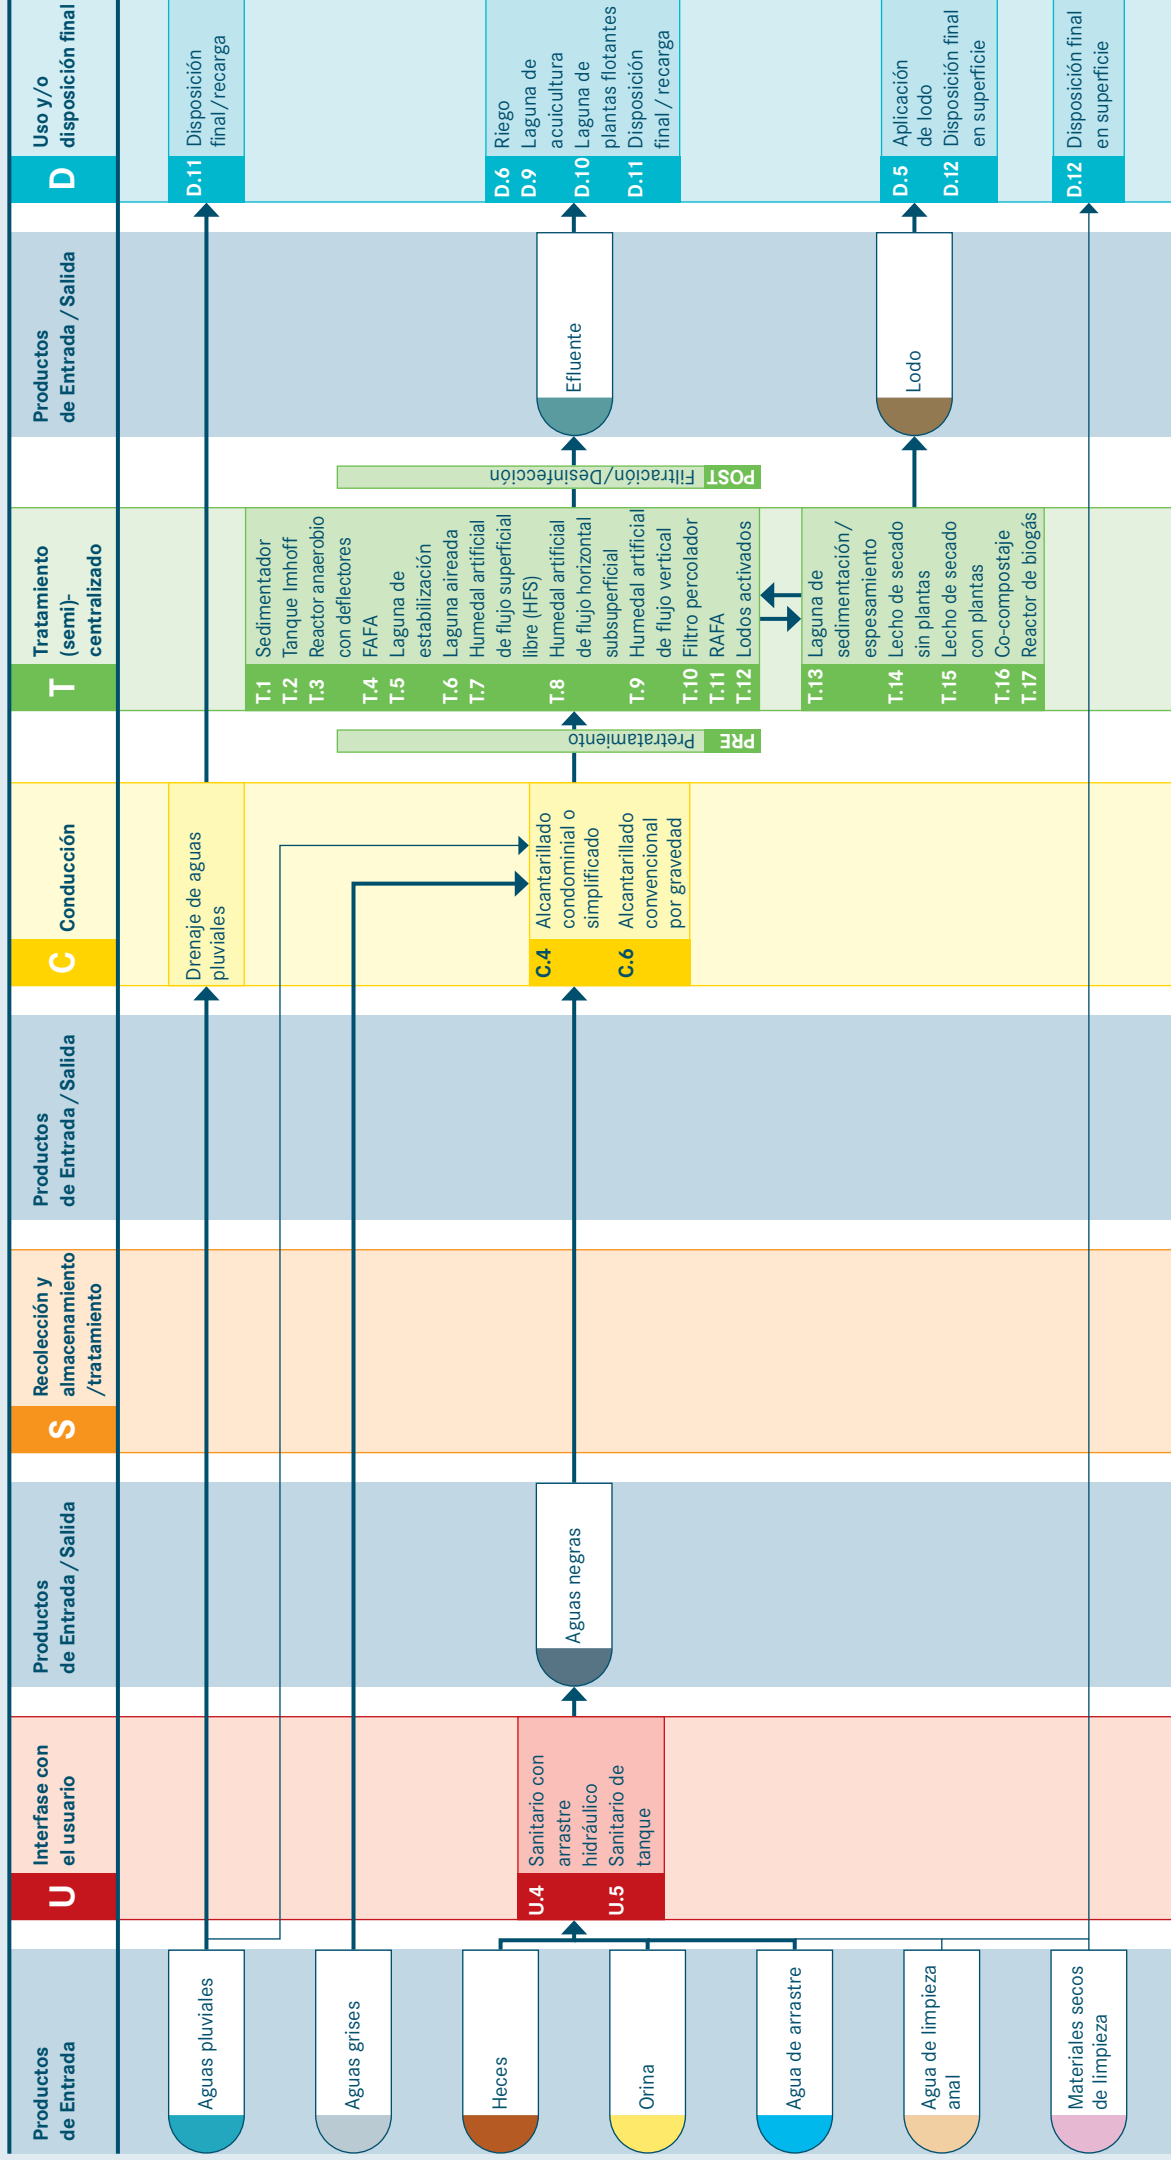 Productos
de Entrada
U
Interfase con
el usuario
Productos
de Entrada / Salida
S
Recolección y
almacenamiento
/tratamiento
Productos
de Entrada / Salida
C
Conducción
T
Tratamiento
(semi)-
centralizado
Productos
de Entrada / Salida
D
Uso y/o
disposición final
Aguas pluviales
Aguas grises
Heces
Orina
Agua de arrastre
Agua de limpieza
anal
Materiales secos
de limpieza
U.4 Sanitario con
arrastre
hidráulico
U.5 Sanitario de
tanque
Aguas negras
Drenaje de aguas
pluviales
C.4 Alcantarillado
condominial o
simplificado
C.6 Alcantarillado
convencional
por gravedad
PRE Pretratamiento
T.1 Sedimentador
T.2 Tanque Imhoff
T.3 Reactor anaerobio
con deflectores
T.4 FAFA
T.5 Laguna de
estabilización
T.6 Laguna aireada
T.7 Humedal artificial
de flujo superficial
libre (HFS)
T.8 Humedal artificial
de flujo horizontal
subsuperficial
T.9 Humedal artificial
de flujo vertical
T.10 Filtro percolador
T.11 RAFA
T.12 Lodos activados
T.13 Laguna de
sedimentación/
espesamiento
T.14 Lecho de secado
sin plantas
T.15 Lecho de secado
con plantas
T.16 Co-compostaje
T.17 Reactor de biogás
POST Filtración/Desinfección
Efluente
Lodo
D.11 Disposición
final /recarga
D.6 Riego
D.9 Laguna de
acuicultura
D.10 Laguna de
plantas flotantes
D.11 Disposición
final / recarga
D.5 Aplicación
de lodo
D.12 Disposición final
en superficie
D.12 Disposición final
en superficie